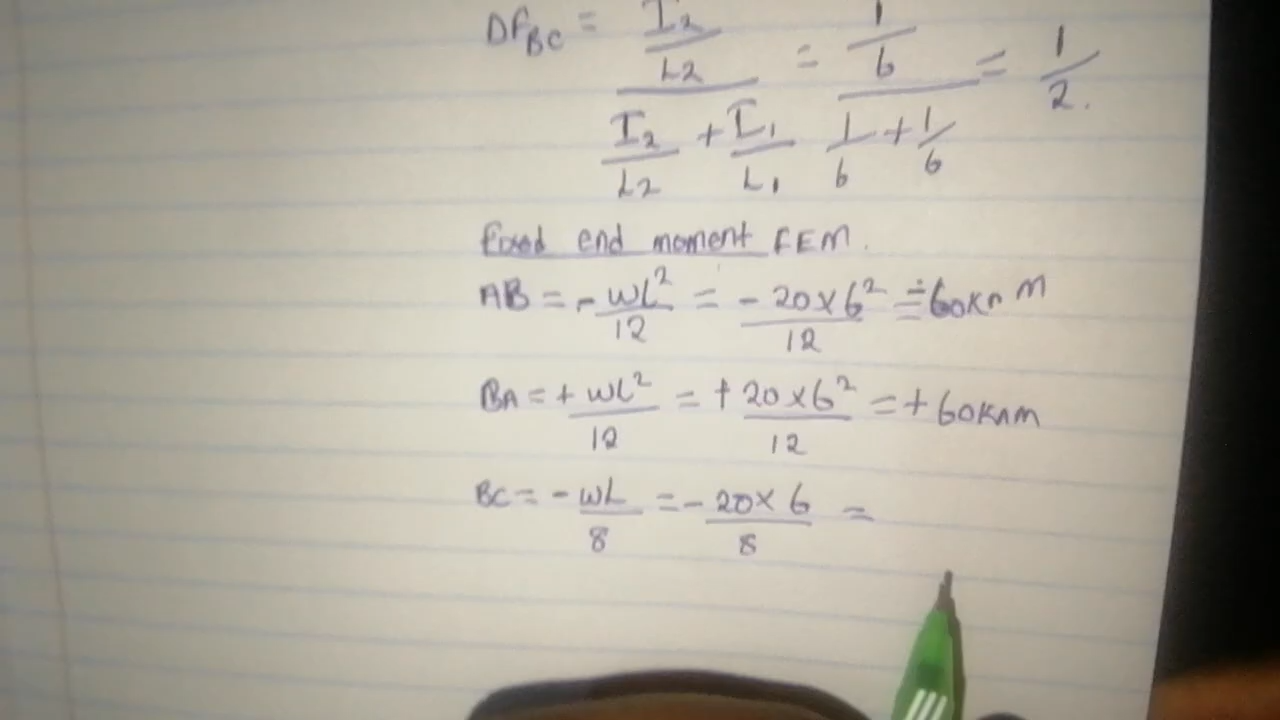 DF_BC = (I₂/L₂) / (I₂/L₂ + I₁/L₁) = (1/6) / (1/6 + 1/6) = 1/2.
fixed end moment FEM.
AB = - WL²/12 = - 20×6²/12 = -60KnM
BA = + WL²/12 = + 20×6²/12 = + 60KnM
BC = - WL/8 = - 20×6/8 =